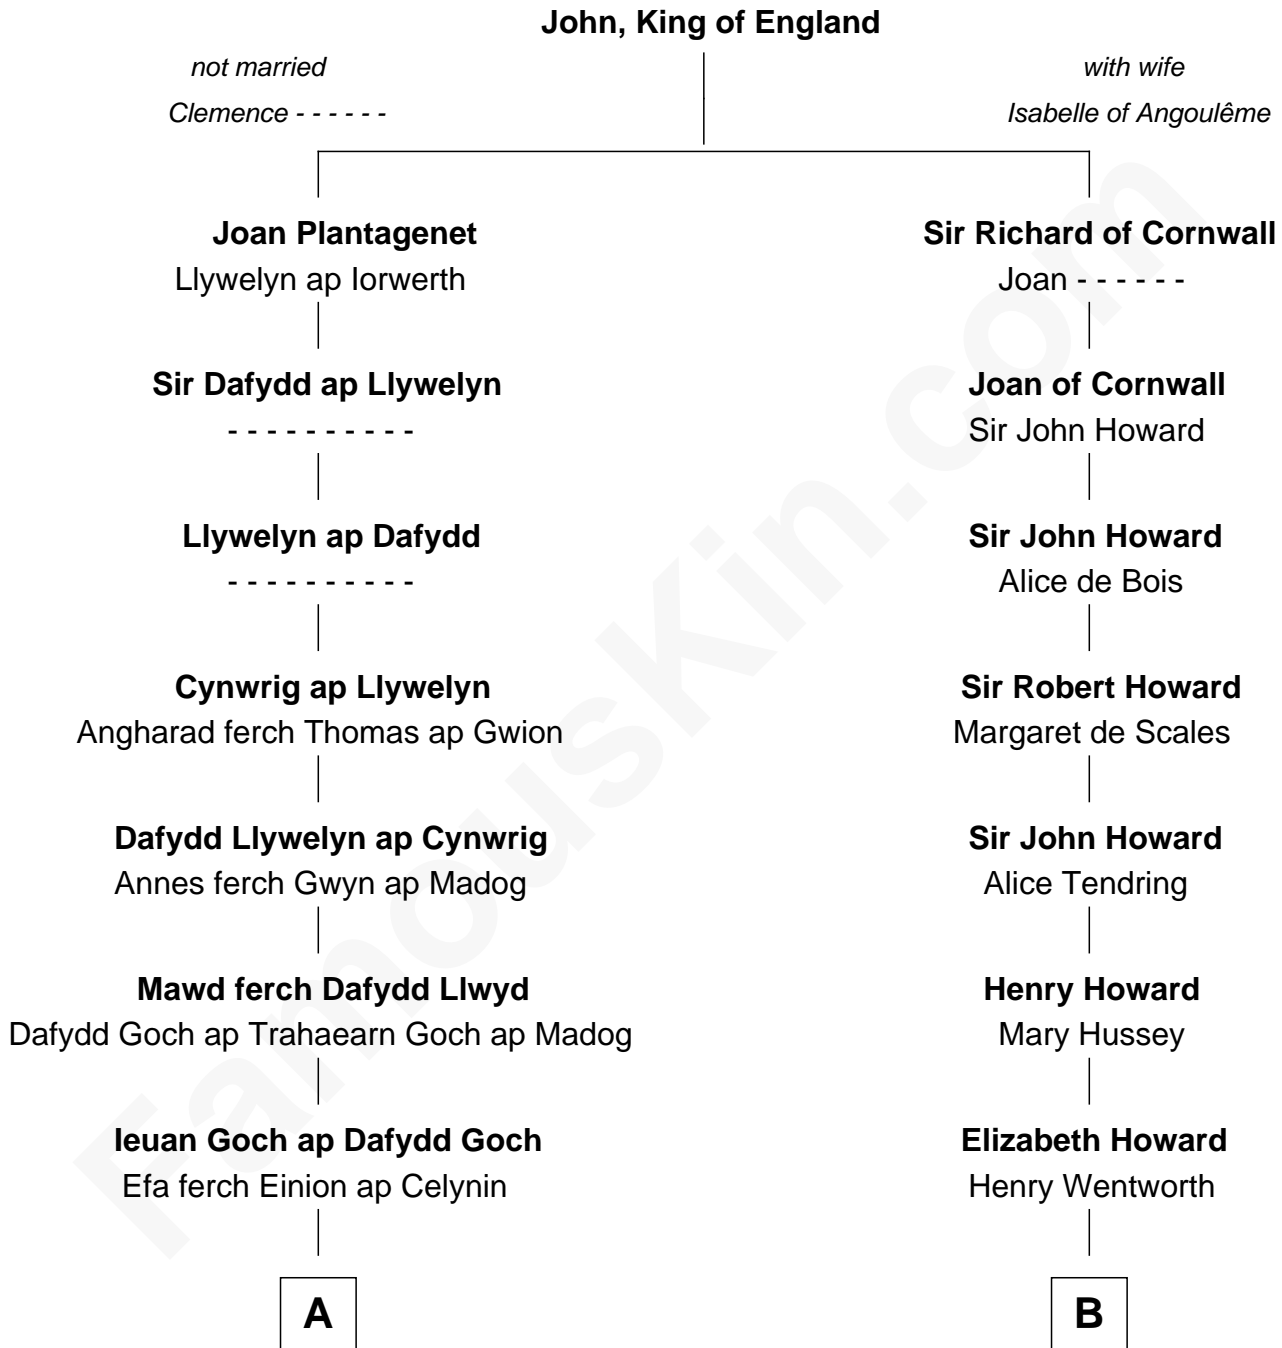 John, King of England
not married
Clemence - - - - - -
with wife
Isabelle of Angoulême
Joan Plantagenet
Llywelyn ap Iorwerth
Sir Dafydd ap Llywelyn
- - - - - - - - - -
Llywelyn ap Dafydd
- - - - - - - - - -
Cynwrig ap Llywelyn
Angharad ferch Thomas ap Gwion
Dafydd Llywelyn ap Cynwrig
Annes ferch Gwyn ap Madog
Mawd ferch Dafydd Llwyd
Dafydd Goch ap Trahaearn Goch ap Madog
Ieuan Goch ap Dafydd Goch
Efa ferch Einion ap Celynin
A
Sir Richard of Cornwall
Joan - - - - - -
Joan of Cornwall
Sir John Howard
Sir John Howard
Alice de Bois
Sir Robert Howard
Margaret de Scales
Sir John Howard
Alice Tendring
Henry Howard
Mary Hussey
Elizabeth Howard
Henry Wentworth
B
FamousKin.com